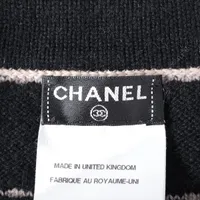 CHANEL
MADE IN UNITED KINGDOM
FABRIQUE AU ROYAUME-UNI